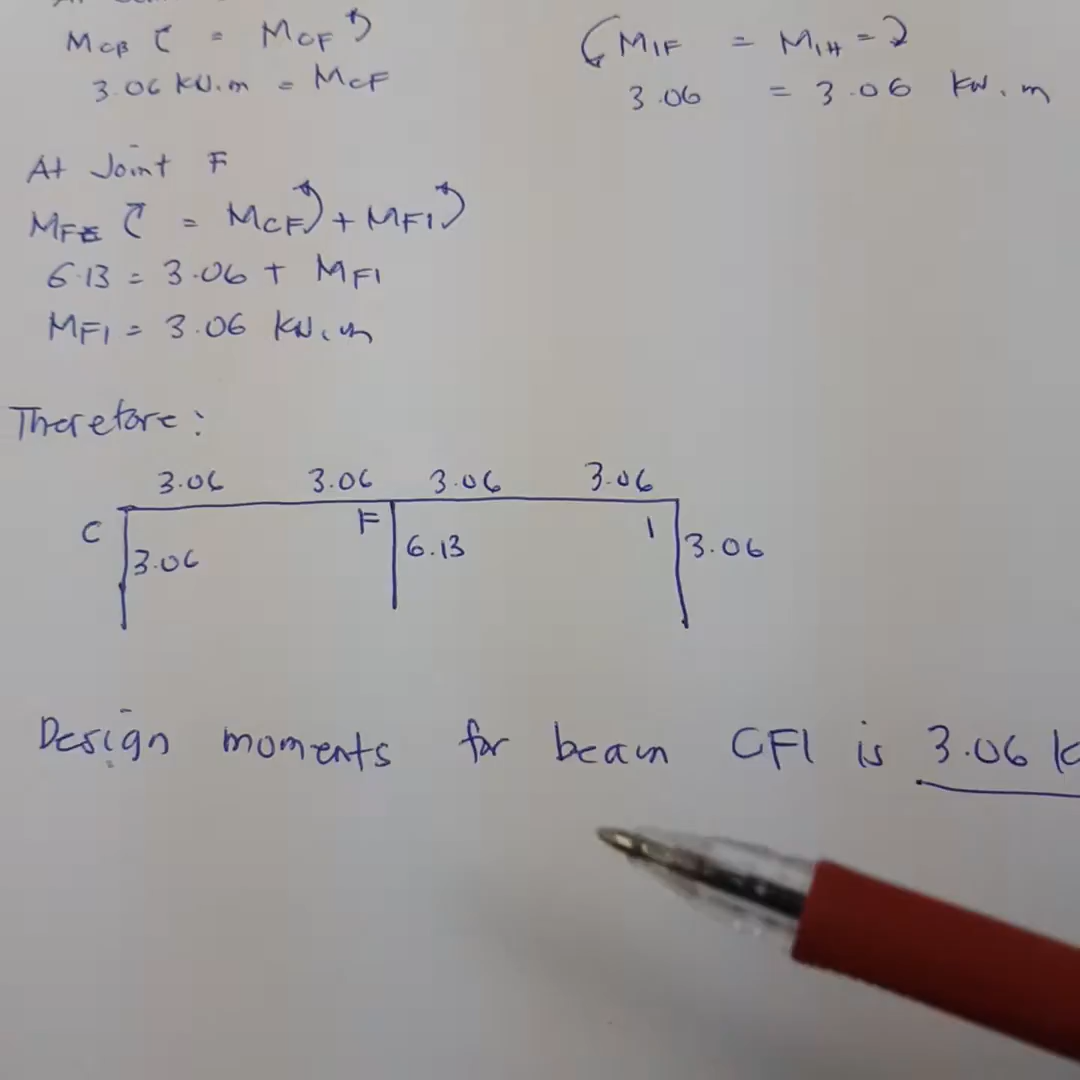 MCB = MCF
3.06 KN.m = MCF
MIF = MIH =
3.06 = 3.06 KN.m
At Joint F
MFE = MCF + MFI
6.13 = 3.06 + MFI
MFI = 3.06 KN.m
Therefore:
3.06 3.06 3.06 3.06
C F I
3.06 6.13 3.06
Design moments for beam CFI is 3.06 k